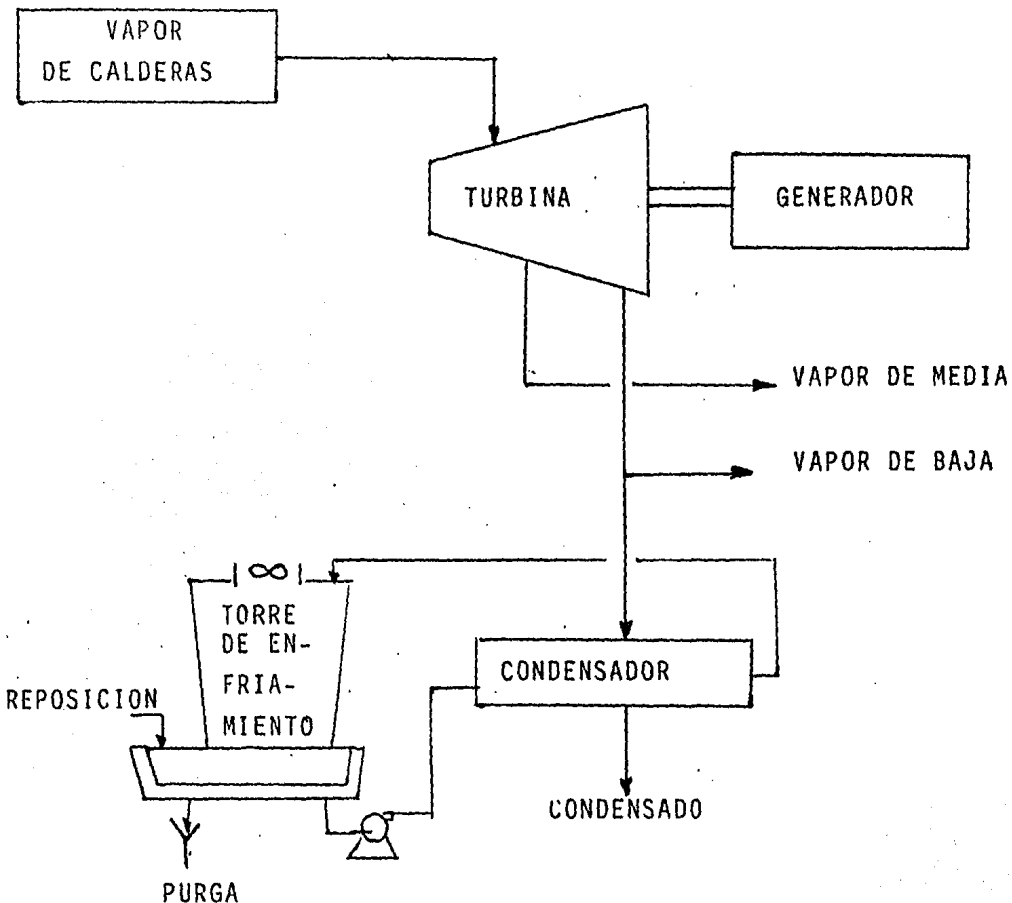 VAPOR
DE CALDERAS
TURBINA
GENERADOR
VAPOR DE MEDIA
VAPOR DE BAJA
TORRE
DE EN-
FRIA-
MIENTO
REPOSICION
CONDENSADOR
CONDENSADO
PURGA